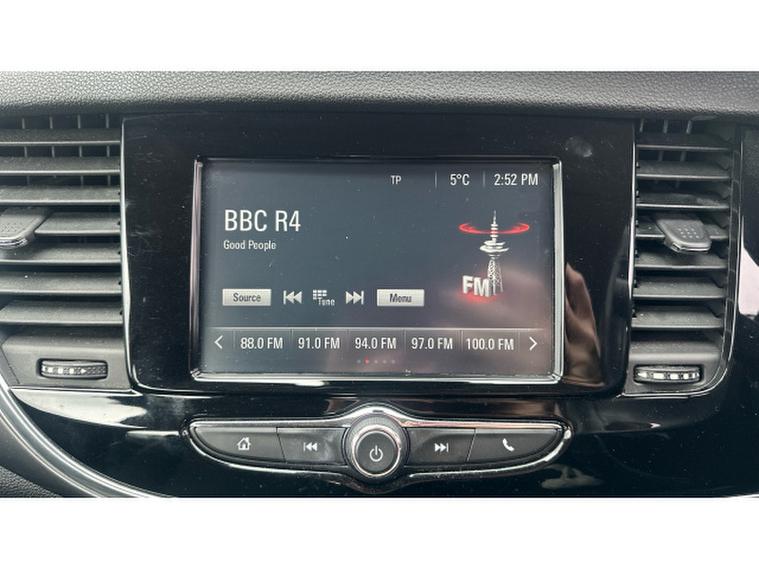 TP 5°C 2:52 PM
BBC R4
Good People
FM
Source Tune Menu
88.0 FM 91.0 FM 94.0 FM 97.0 FM 100.0 FM